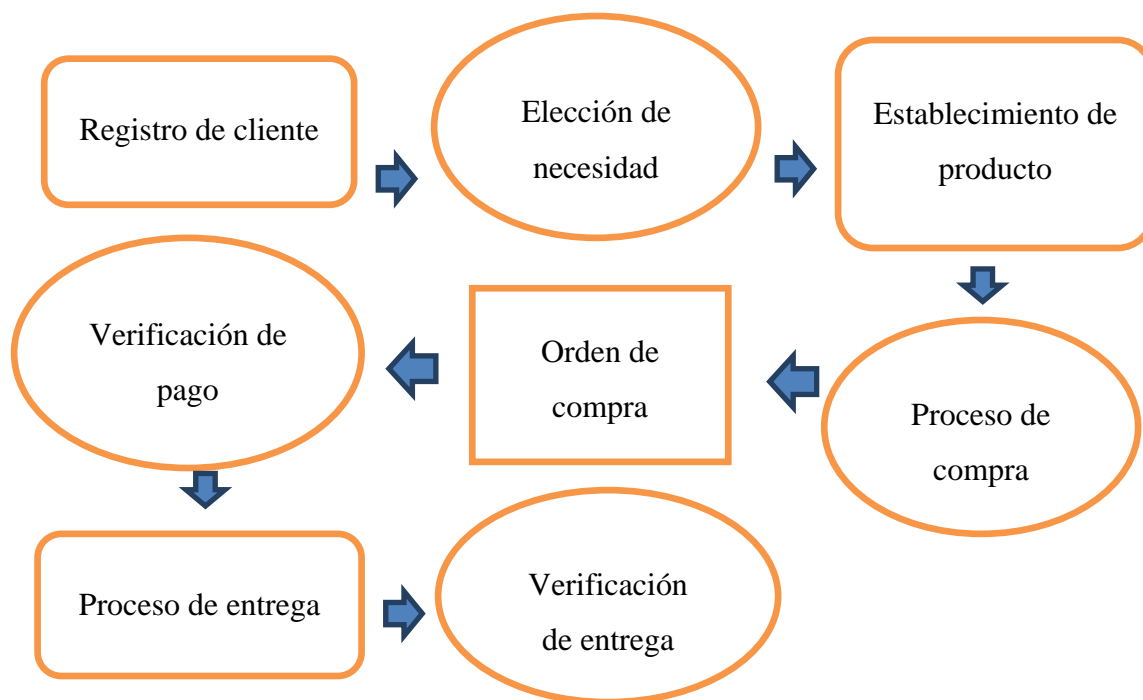 Registro de cliente
Elección de
necesidad
Establecimiento de
producto
Proceso de
compra
Orden de
compra
Verificación de
pago
Proceso de entrega
Verificación
de entrega